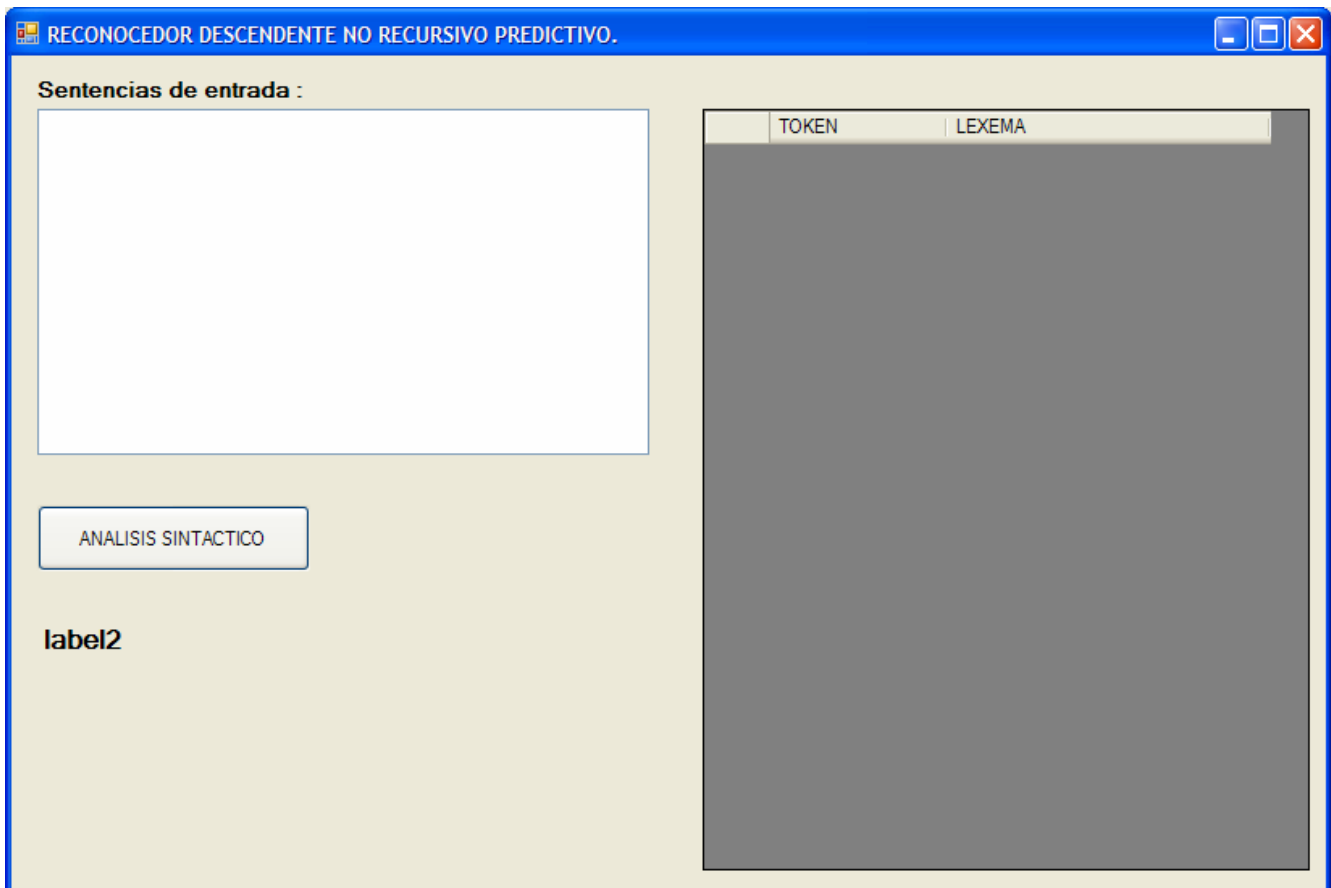 RECONOCEDOR DESCENDENTE NO RECURSIVO PREDICTIVO.
Sentencias de entrada :
TOKEN LEXEMA
ANALISIS SINTACTICO
label2